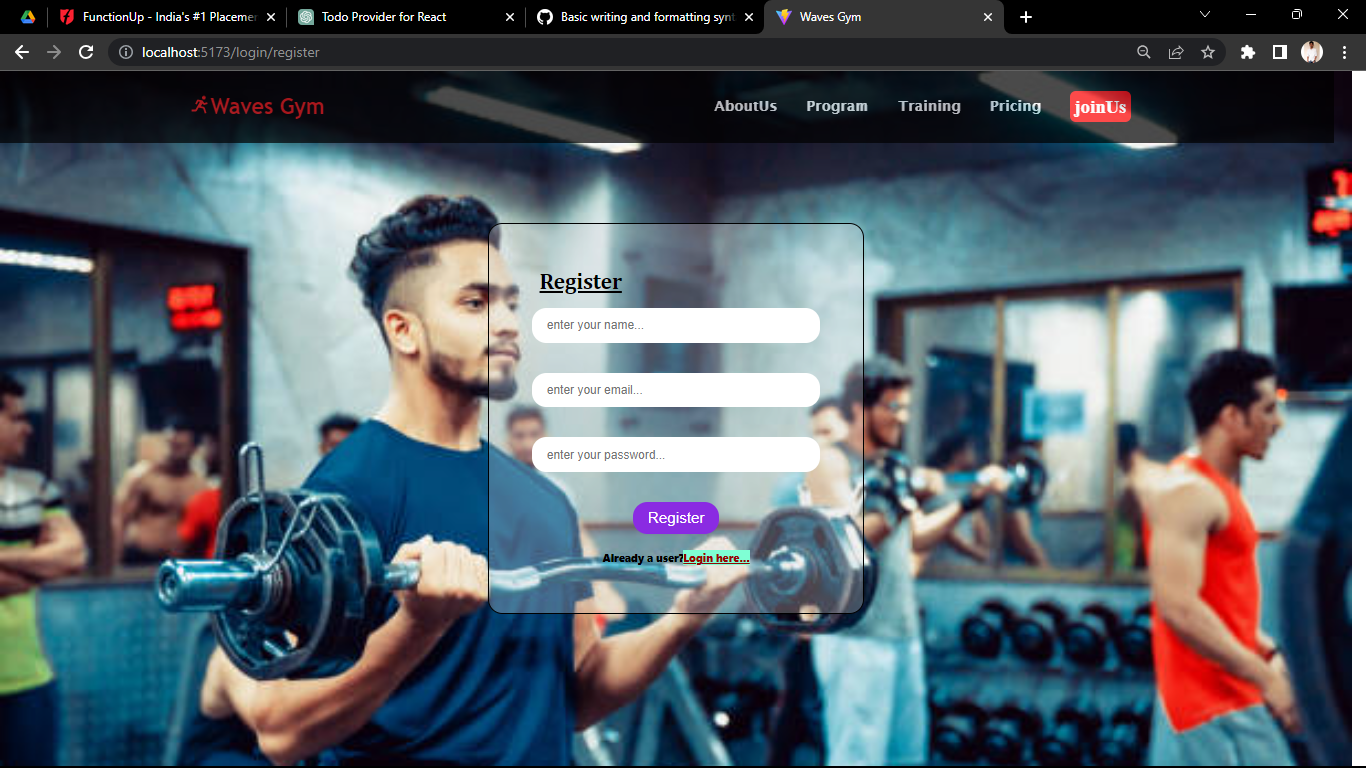 FunctionUp - India's #1 Placemer
Todo Provider for React
Basic writing and formatting synt
Waves Gym
localhost:5173/login/register
Waves Gym
AboutUs
Program
Training
Pricing
joinUs
Register
enter your name...
enter your email...
enter your password...
Register
Already a user?Login here...